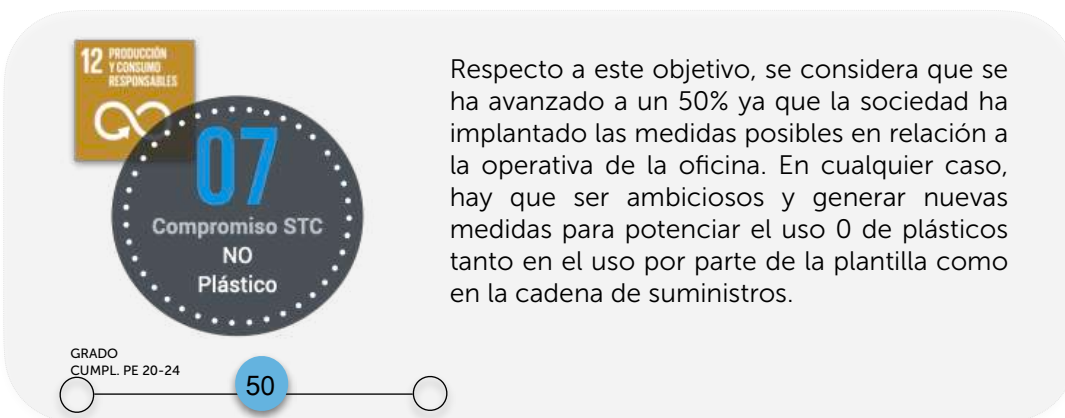 12 PRODUCCIÓN
Y CONSUMO
RESPONSABLES
07
Compromiso STC
NO
Plástico
GRADO
CUMPL. PE 20-24
50
Respecto a este objetivo, se considera que se
ha avanzado a un 50% ya que la sociedad ha
implantado las medidas posibles en relación a
la operativa de la oficina. En cualquier caso,
hay que ser ambiciosos y generar nuevas
medidas para potenciar el uso 0 de plásticos
tanto en el uso por parte de la plantilla como
en la cadena de suministros.